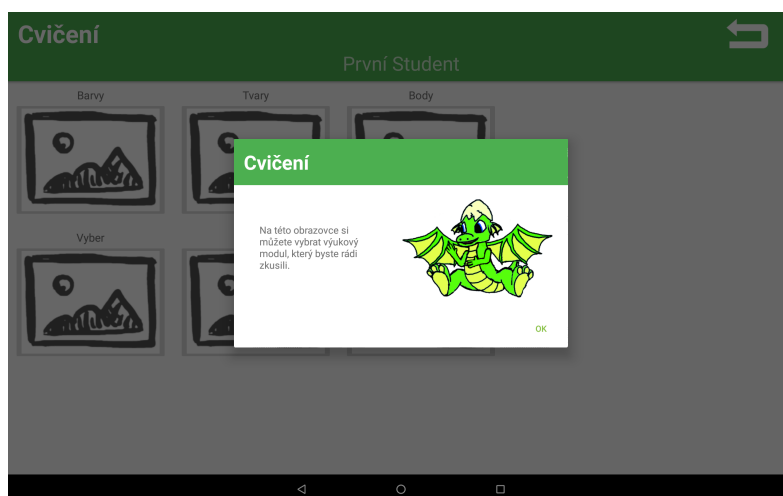 Cvičení
První Student
Barvy
Tvary
Body
Cvičení
Na této obrazovce si
můžete vybrat výukový
modul, který byste rádi
zkusili.
Vyber
OK